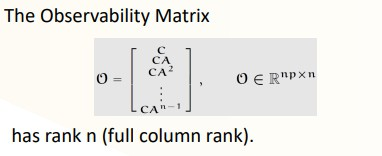 The Observability Matrix
C
CA
CA²
𝒪 = ⋮ , 𝒪 ∈ ℝⁿᵖˣⁿ
CAⁿ⁻¹
has rank n (full column rank).